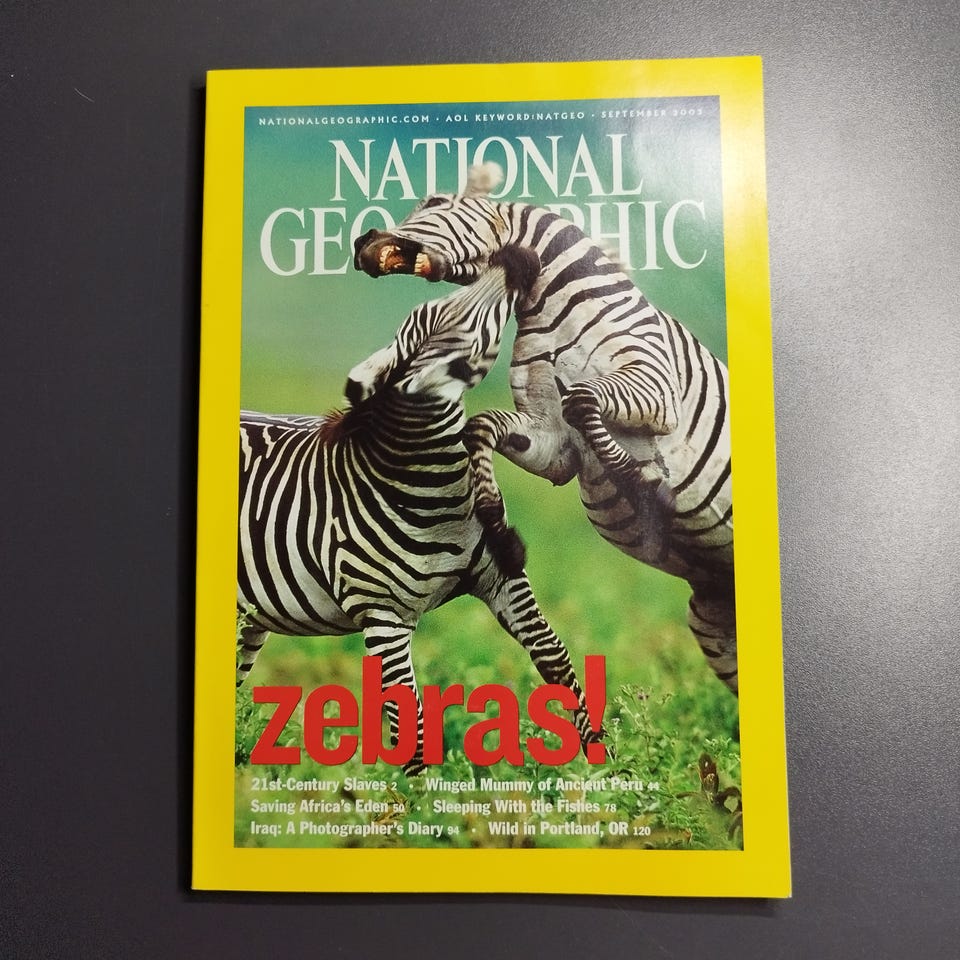 NATIONALGEOGRAPHIC.COM · AOL KEYWORD:NATGEO · SEPTEMBER 2003
NATIONAL
GEOGRAPHIC
zebras!
21st-Century Slaves 2 · Winged Mummy of Ancient Peru 44
Saving Africa's Eden 50 · Sleeping With the Fishes 78
Iraq: A Photographer's Diary 94 · Wild in Portland, OR 120